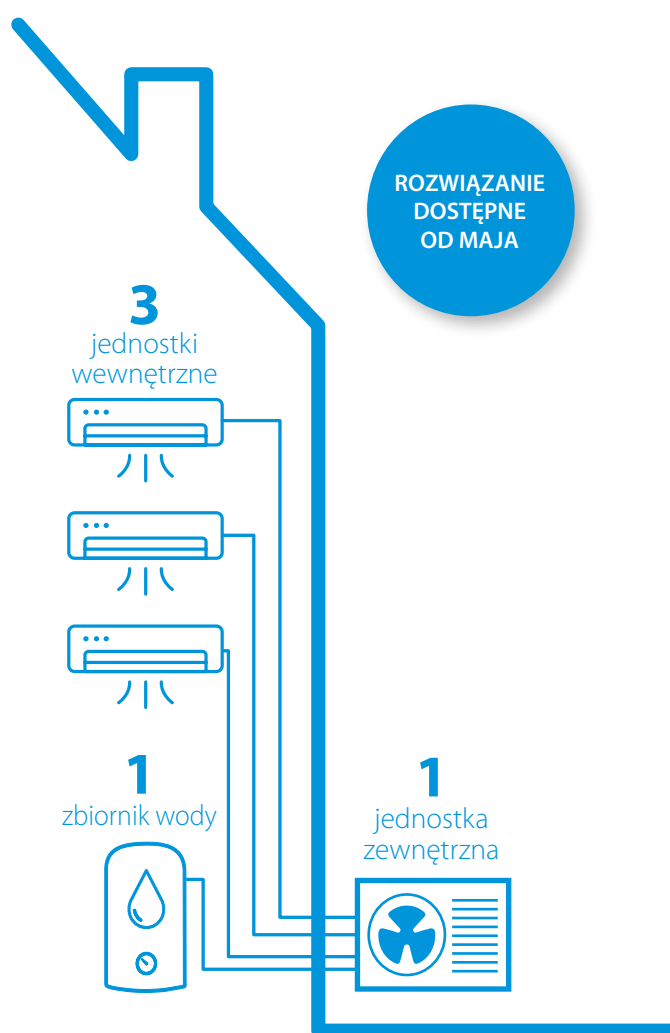 ROZWIĄZANIE
DOSTĘPNE
OD MAJA
3
jednostki
wewnętrzne
1
zbiornik wody
1
jednostka
zewnętrzna